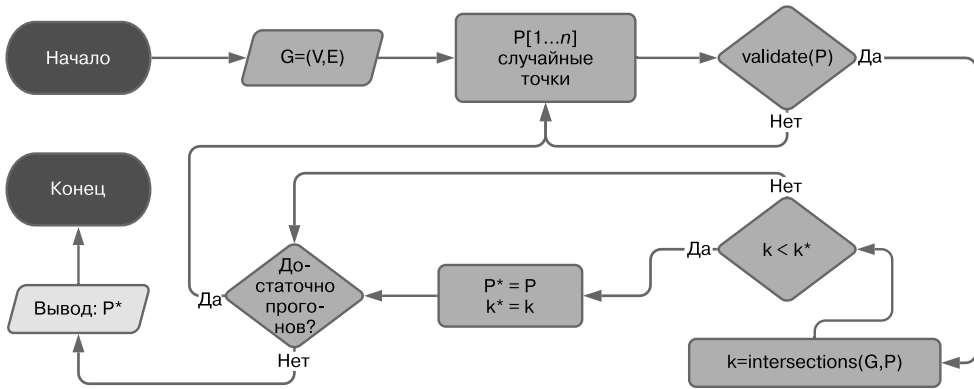 Начало
G=(V,E)
P[1...n]
случайные
точки
validate(P)
Да
Нет
Конец
Нет
k < k*
Да
До-
статочно
прого-
нов?
Да
Нет
P* = P
k* = k
Вывод: P*
k=intersections(G,P)